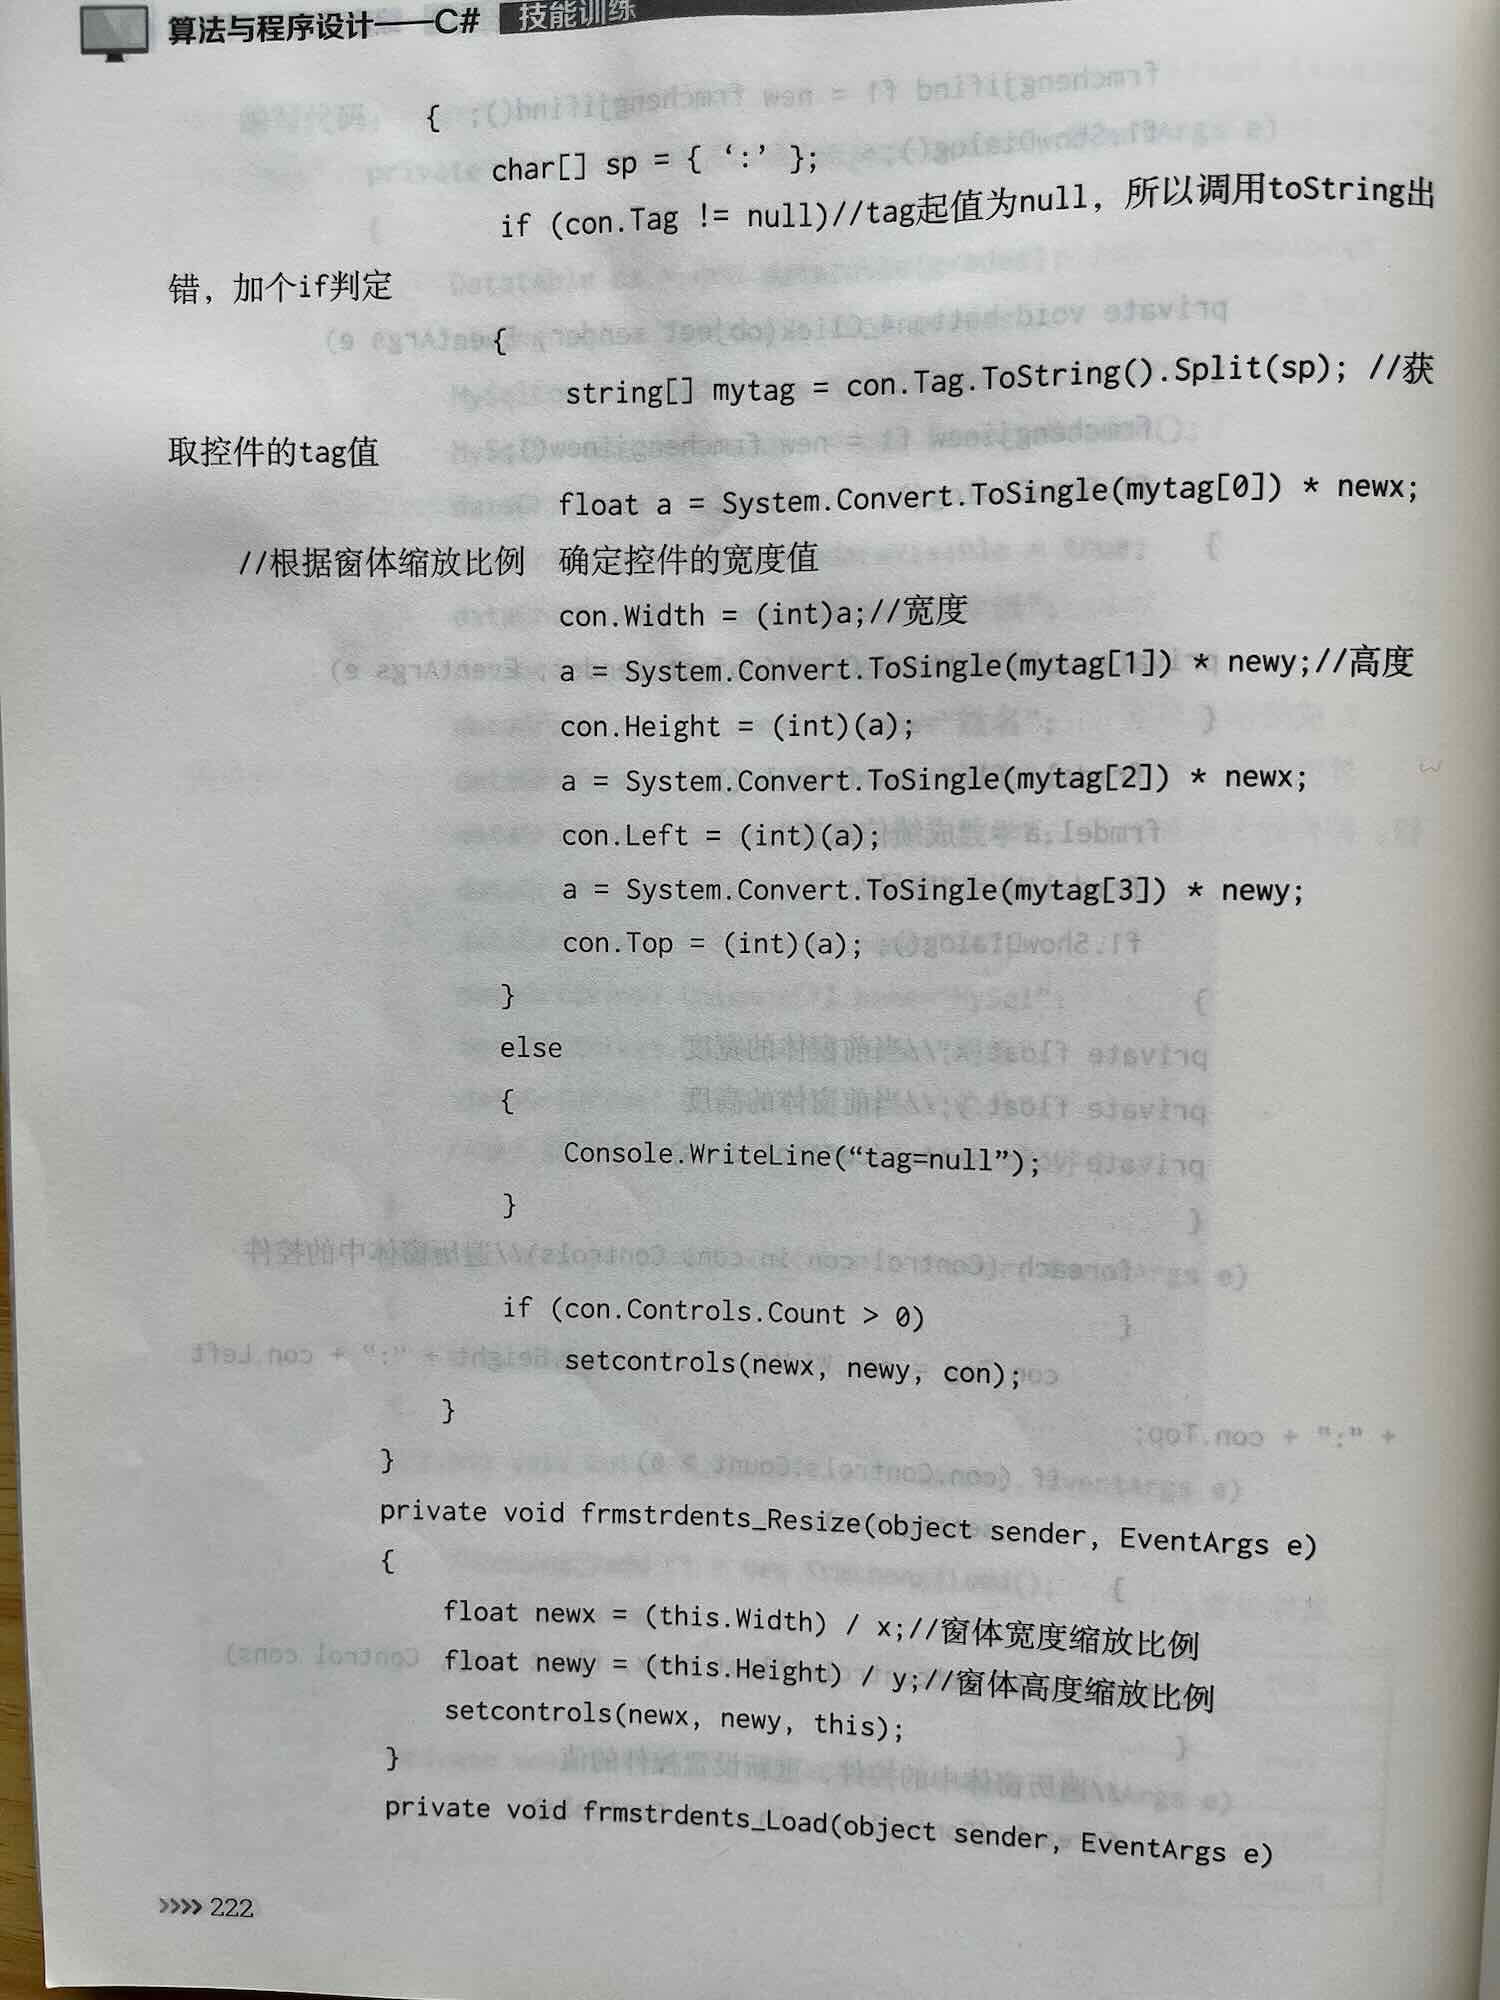 算法与程序设计——C# 技能训练
{
char[] sp = { ‘:’ };
if (con.Tag != null)//tag起值为null，所以调用toString出
错，加个if判定
{
string[] mytag = con.Tag.ToString().Split(sp); //获
取控件的tag值
float a = System.Convert.ToSingle(mytag[0]) * newx;
//根据窗体缩放比例 确定控件的宽度值
con.Width = (int)a;//宽度
a = System.Convert.ToSingle(mytag[1]) * newy;//高度
con.Height = (int)(a);
a = System.Convert.ToSingle(mytag[2]) * newx;
con.Left = (int)(a);
a = System.Convert.ToSingle(mytag[3]) * newy;
con.Top = (int)(a);
}
else
{
Console.WriteLine(“tag=null”);
}
if (con.Controls.Count > 0)
setcontrols(newx, newy, con);
}
}
private void frmstrdents_Resize(object sender, EventArgs e)
{
float newx = (this.Width) / x;//窗体宽度缩放比例
float newy = (this.Height) / y;//窗体高度缩放比例
setcontrols(newx, newy, this);
}
private void frmstrdents_Load(object sender, EventArgs e)
>>>> 222